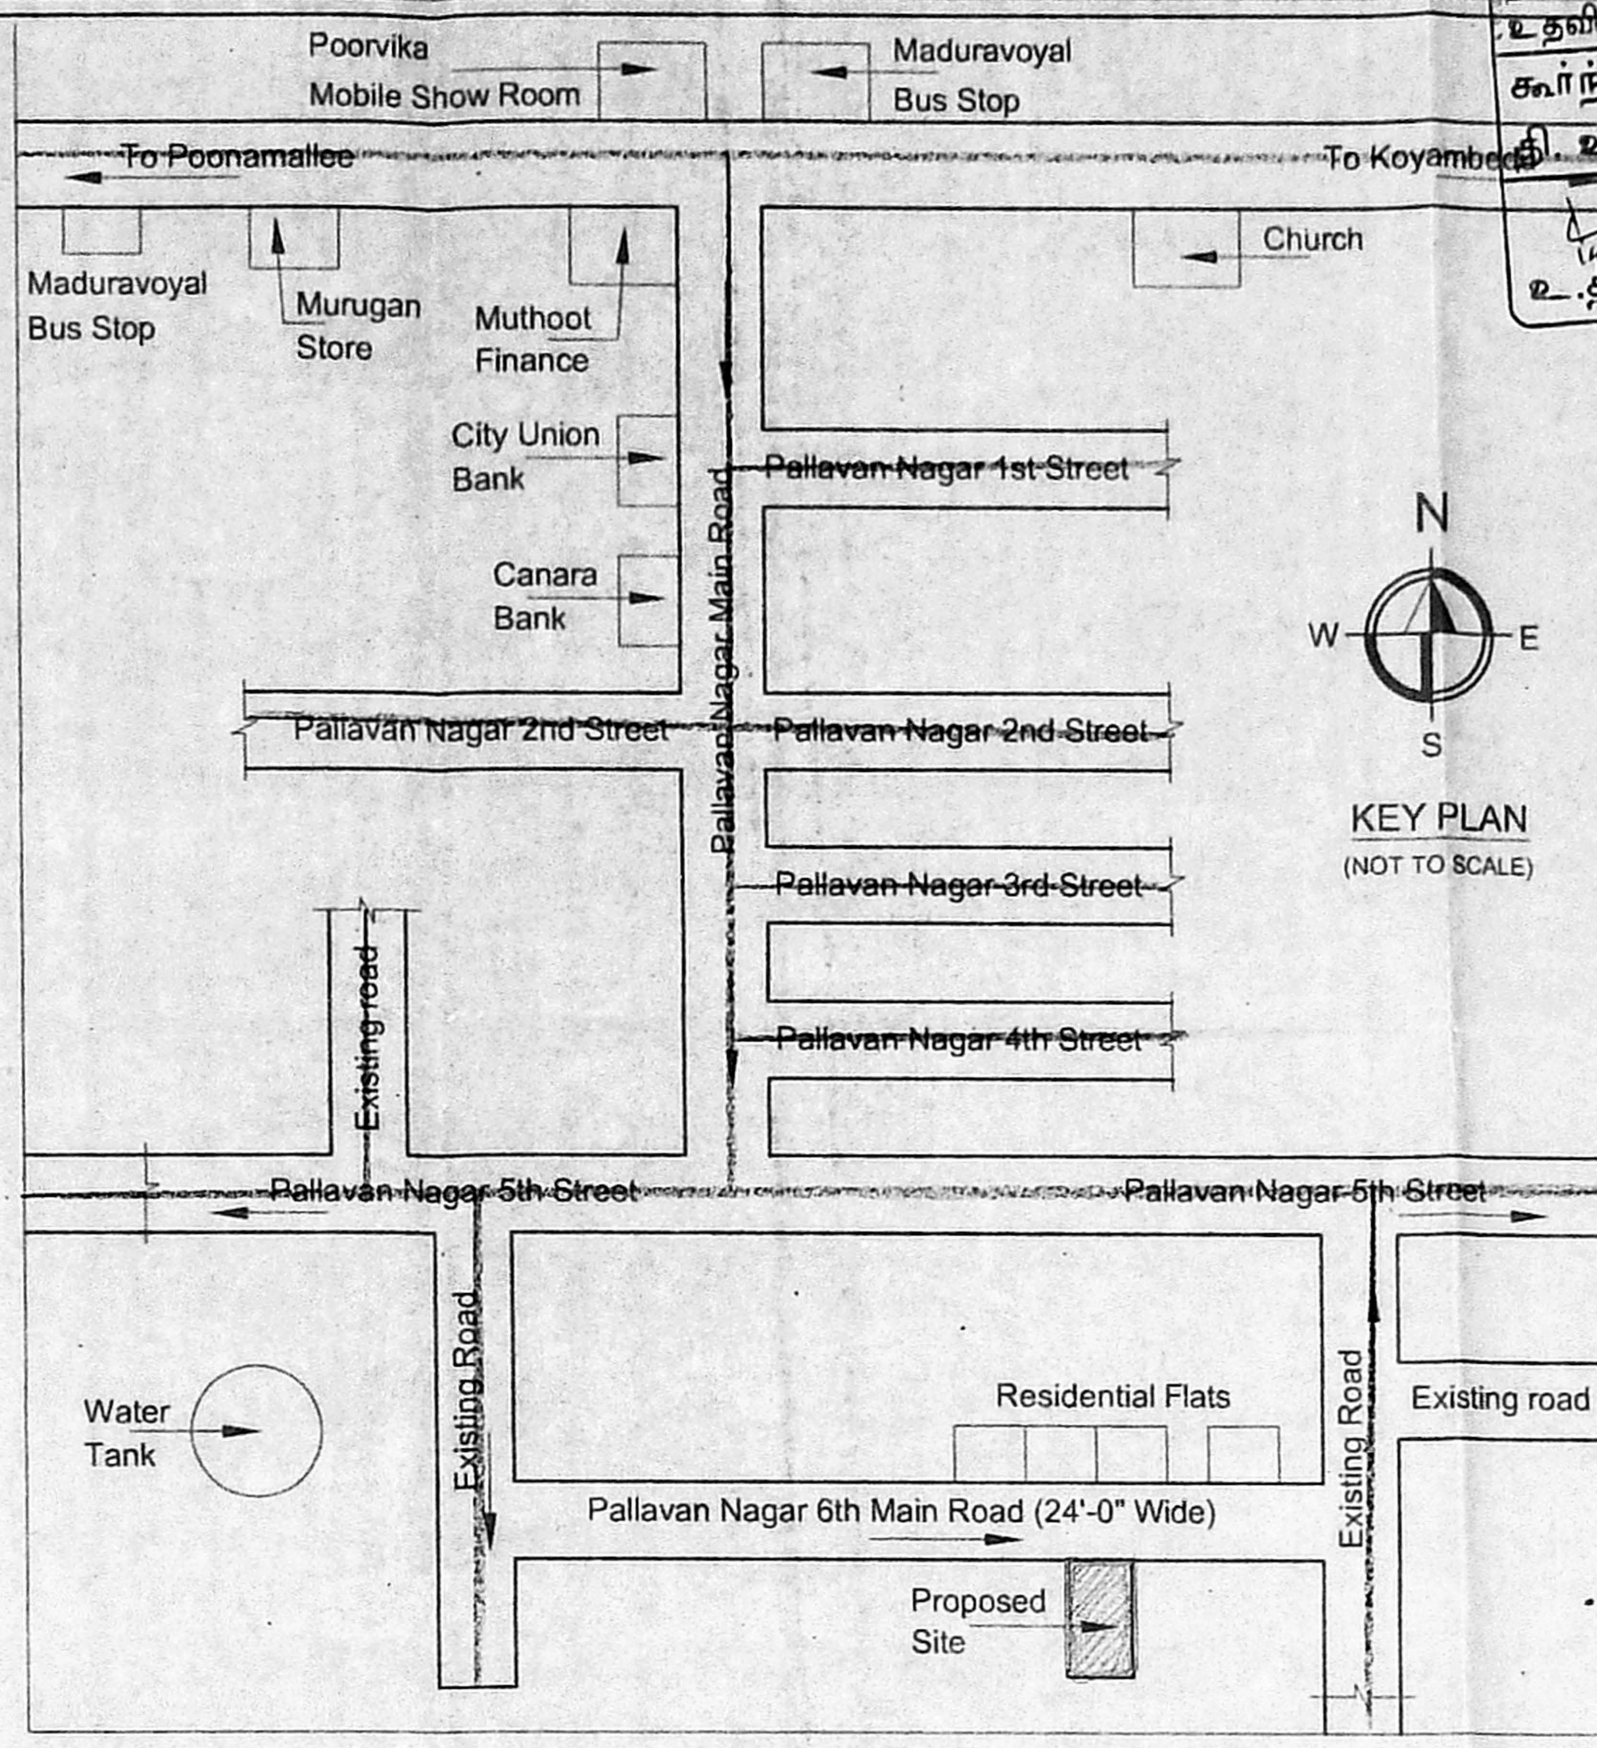 Poorvika
Mobile Show Room
Maduravoyal
Bus Stop
To Poonamallee
To Koyambedu
Maduravoyal
Bus Stop
Murugan
Store
Muthoot
Finance
Church
City Union
Bank
Pallavan Nagar 1st Street
Pallavan Nagar Main Road
Canara
Bank
N
W
E
S
Pallavan Nagar 2nd Street
Pallavan Nagar 2nd Street
KEY PLAN
(NOT TO SCALE)
Pallavan Nagar 3rd Street
Existing road
Pallavan Nagar 4th Street
Pallavan Nagar 5th Street
Pallavan Nagar 5th Street
Existing Road
Water
Tank
Residential Flats
Existing Road
Existing road
Pallavan Nagar 6th Main Road (24'-0" Wide)
Proposed
Site